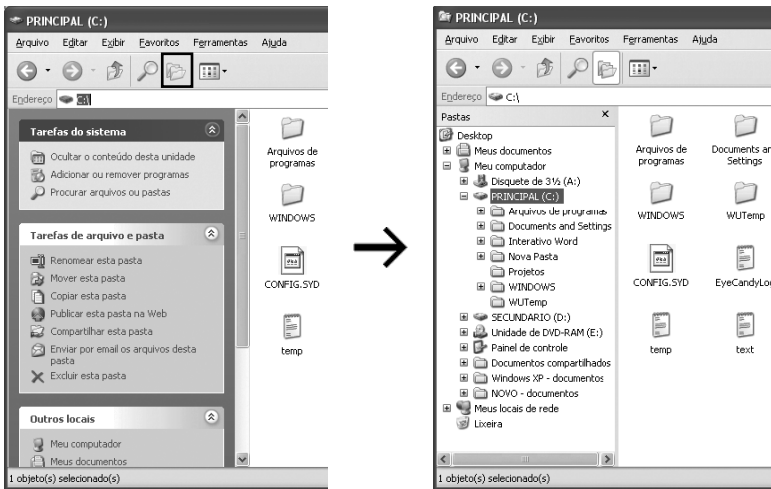 PRINCIPAL (C:)
Arquivo Editar Exibir Favoritos Ferramentas Ajuda
Endereço C:\
Tarefas do sistema
Ocultar o conteúdo desta unidade
Adicionar ou remover programas
Procurar arquivos ou pastas
Tarefas de arquivo e pasta
Renomear esta pasta
Mover esta pasta
Copiar esta pasta
Publicar esta pasta na Web
Compartilhar esta pasta
Enviar por email os arquivos desta
pasta
Excluir esta pasta
Outros locais
Meu computador
Meus documentos
Arquivos de
programas
WINDOWS
CONFIG.SYD
temp
1 objeto(s) selecionado(s)
PRINCIPAL (C:)
Arquivo Editar Exibir Favoritos Ferramentas Ajuda
Endereço C:\
Pastas
Desktop
Meus documentos
Meu computador
Disquete de 3½ (A:)
PRINCIPAL (C:)
Arquivos de programas
Documents and Settings
Interativo Word
Nova Pasta
Projetos
WINDOWS
WUTemp
SECUNDARIO (D:)
Unidade de DVD-RAM (E:)
Painel de controle
Documentos compartilhados
Windows XP - documentos
NOVO - documentos
Meus locais de rede
Lixeira
Arquivos de
programas
Documents an
Settings
WINDOWS
WUTemp
CONFIG.SYD
EyeCandyLo
temp
text
1 objeto(s) selecionado(s)